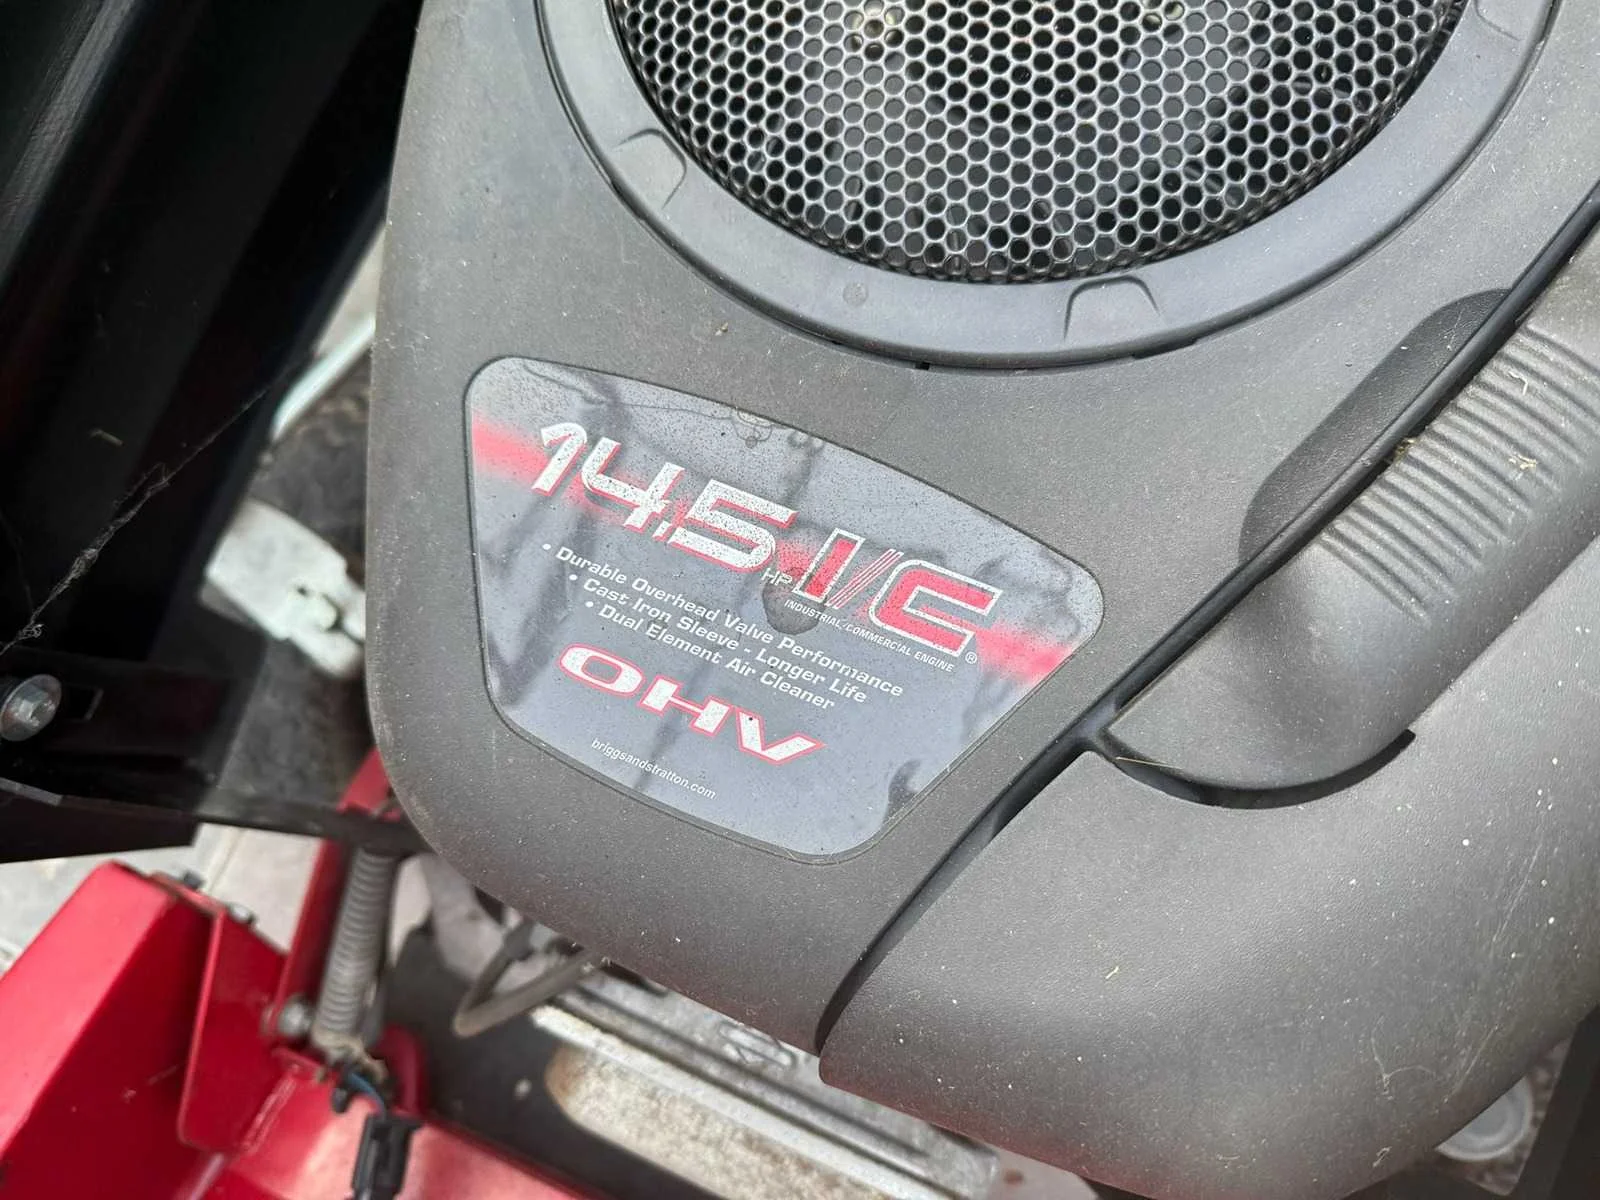 14.5 HP I/C®
INDUSTRIAL/COMMERCIAL ENGINE
• Durable Overhead Valve Performance
• Cast Iron Sleeve - Longer Life
• Dual Element Air Cleaner
OHV
briggsandstratton.com